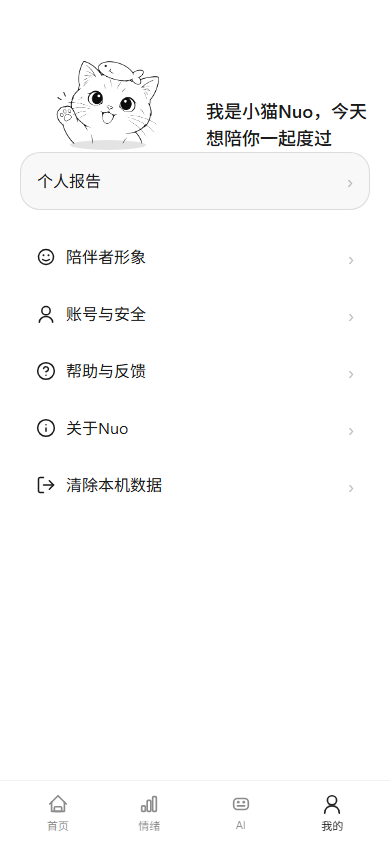 我是小猫Nuo，今天
想陪你一起度过
个人报告
陪伴者形象
账号与安全
帮助与反馈
关于Nuo
清除本机数据
首页
情绪
AI
我的